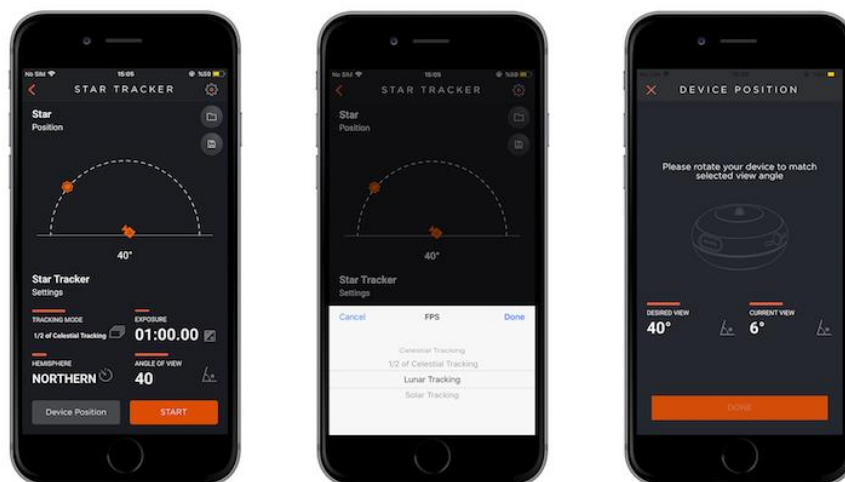 No SIM 15:05 %59
STAR TRACKER
Star
Position
40°
Star Tracker
Settings
TRACKING MODE
1/2 of Celestial Tracking
EXPOSURE
01:00.00
HEMISPHERE
NORTHERN
ANGLE OF VIEW
40
Device Position
START
No SIM 15:05 %59
STAR TRACKER
Star
Position
40°
Star Tracker
Settings
Cancel FPS Done
Celestial Tracking
1/2 of Celestial Tracking
Lunar Tracking
Solar Tracking
DEVICE POSITION
Please rotate your device to match
selected view angle
DESIRED VIEW
40°
CURRENT VIEW
6°
DONE